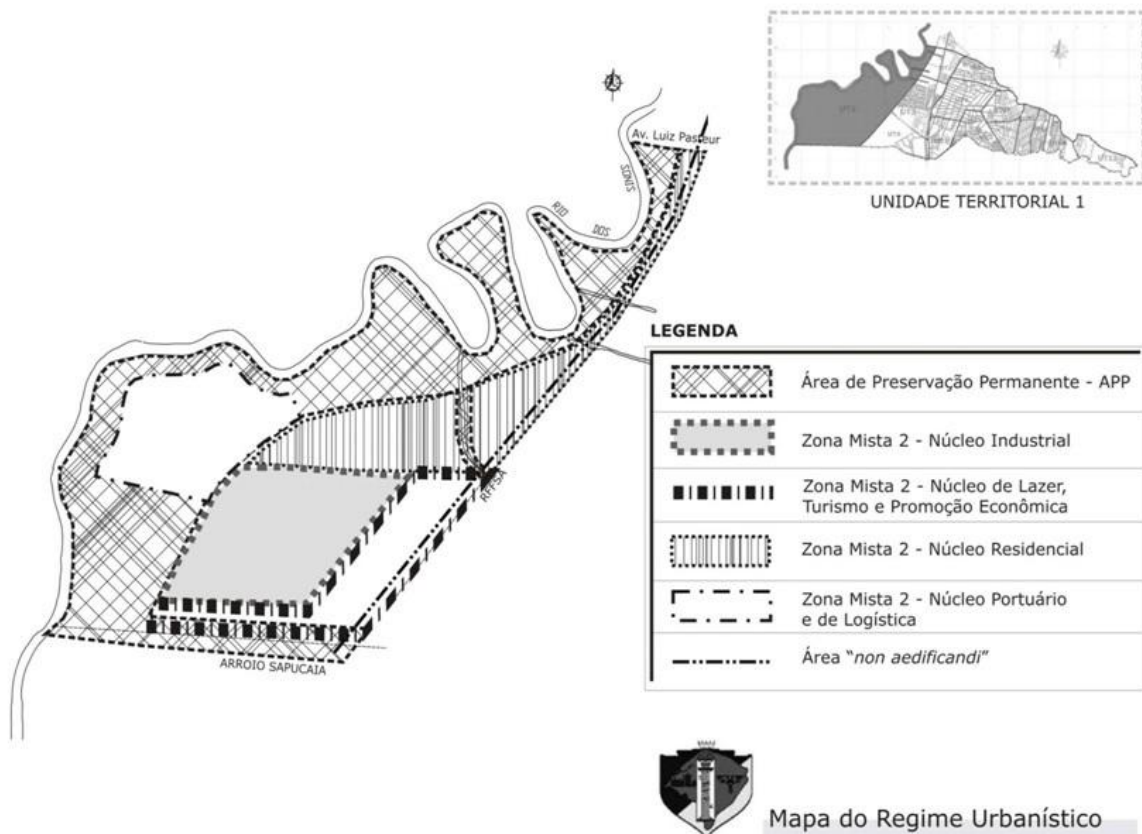 UNIDADE TERRITORIAL 1
Av. Luiz Pasteur
RIO
DOS
SINOS
RFFSA
ARROIO SAPUCAIA
LEGENDA
Área de Preservação Permanente - APP
Zona Mista 2 - Núcleo Industrial
Zona Mista 2 - Núcleo de Lazer,
Turismo e Promoção Econômica
Zona Mista 2 - Núcleo Residencial
Zona Mista 2 - Núcleo Portuário
e de Logística
Área "non aedificandi"
Mapa do Regime Urbanístico